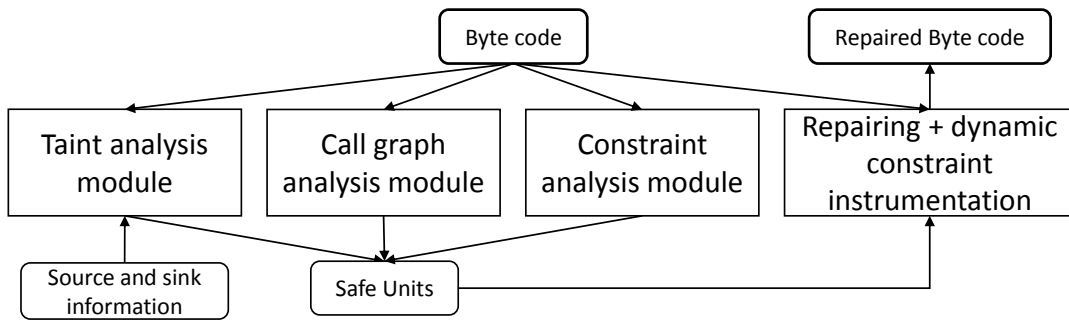 Byte code
Repaired Byte code
Taint analysis
module
Call graph
analysis module
Constraint
analysis module
Repairing + dynamic
constraint
instrumentation
Source and sink
information
Safe Units